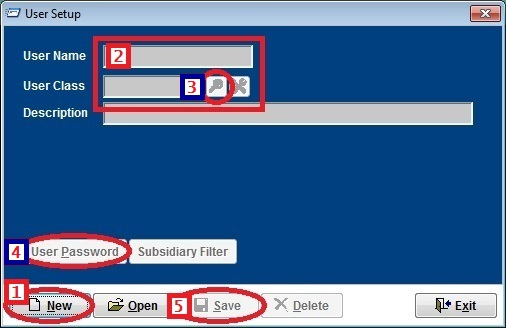 User Setup
User Name 2
User Class 3
Description
4 User Password Subsidiary Filter
1
New Open 5 Save Delete Exit